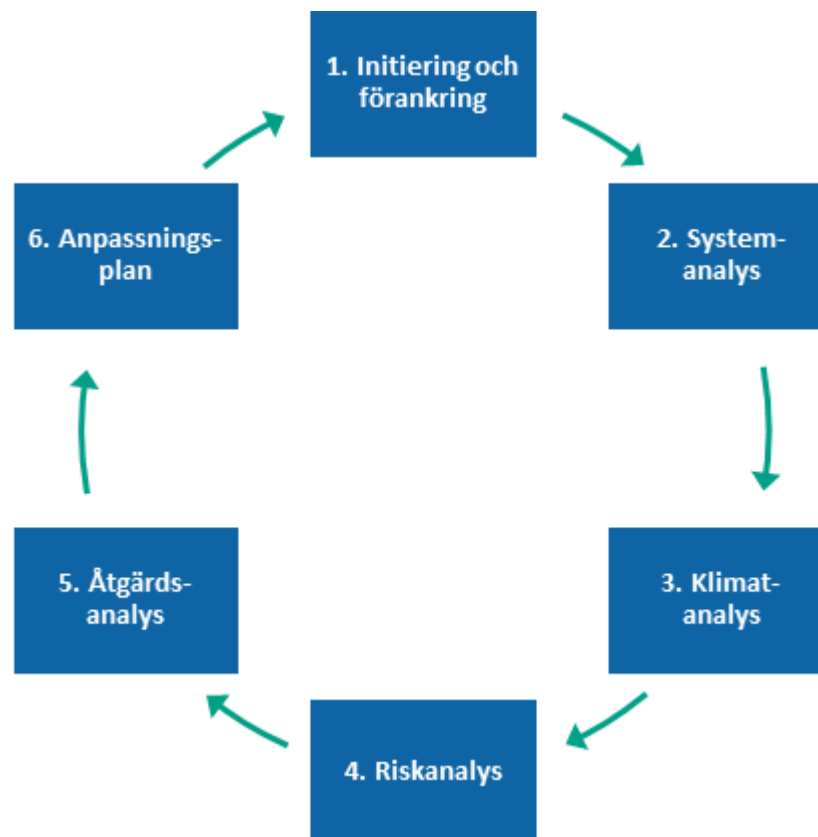 1. Initiering och
förankring
2. System-
analys
3. Klimat-
analys
4. Riskanalys
5. Åtgärds-
analys
6. Anpassnings-
plan